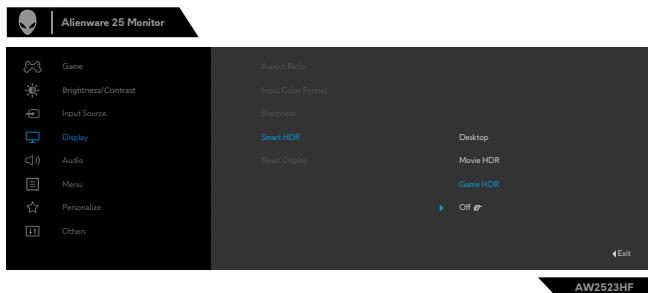 Alienware 25 Monitor
Game
Aspect Ratio
Brightness/Contrast
Input Color Format
Input Source
Sharpness
Display
Smart HDR
Desktop
Audio
Reset Display
Movie HDR
Menu
Game HDR
Personalize
Off
Others
Exit
AW2523HF